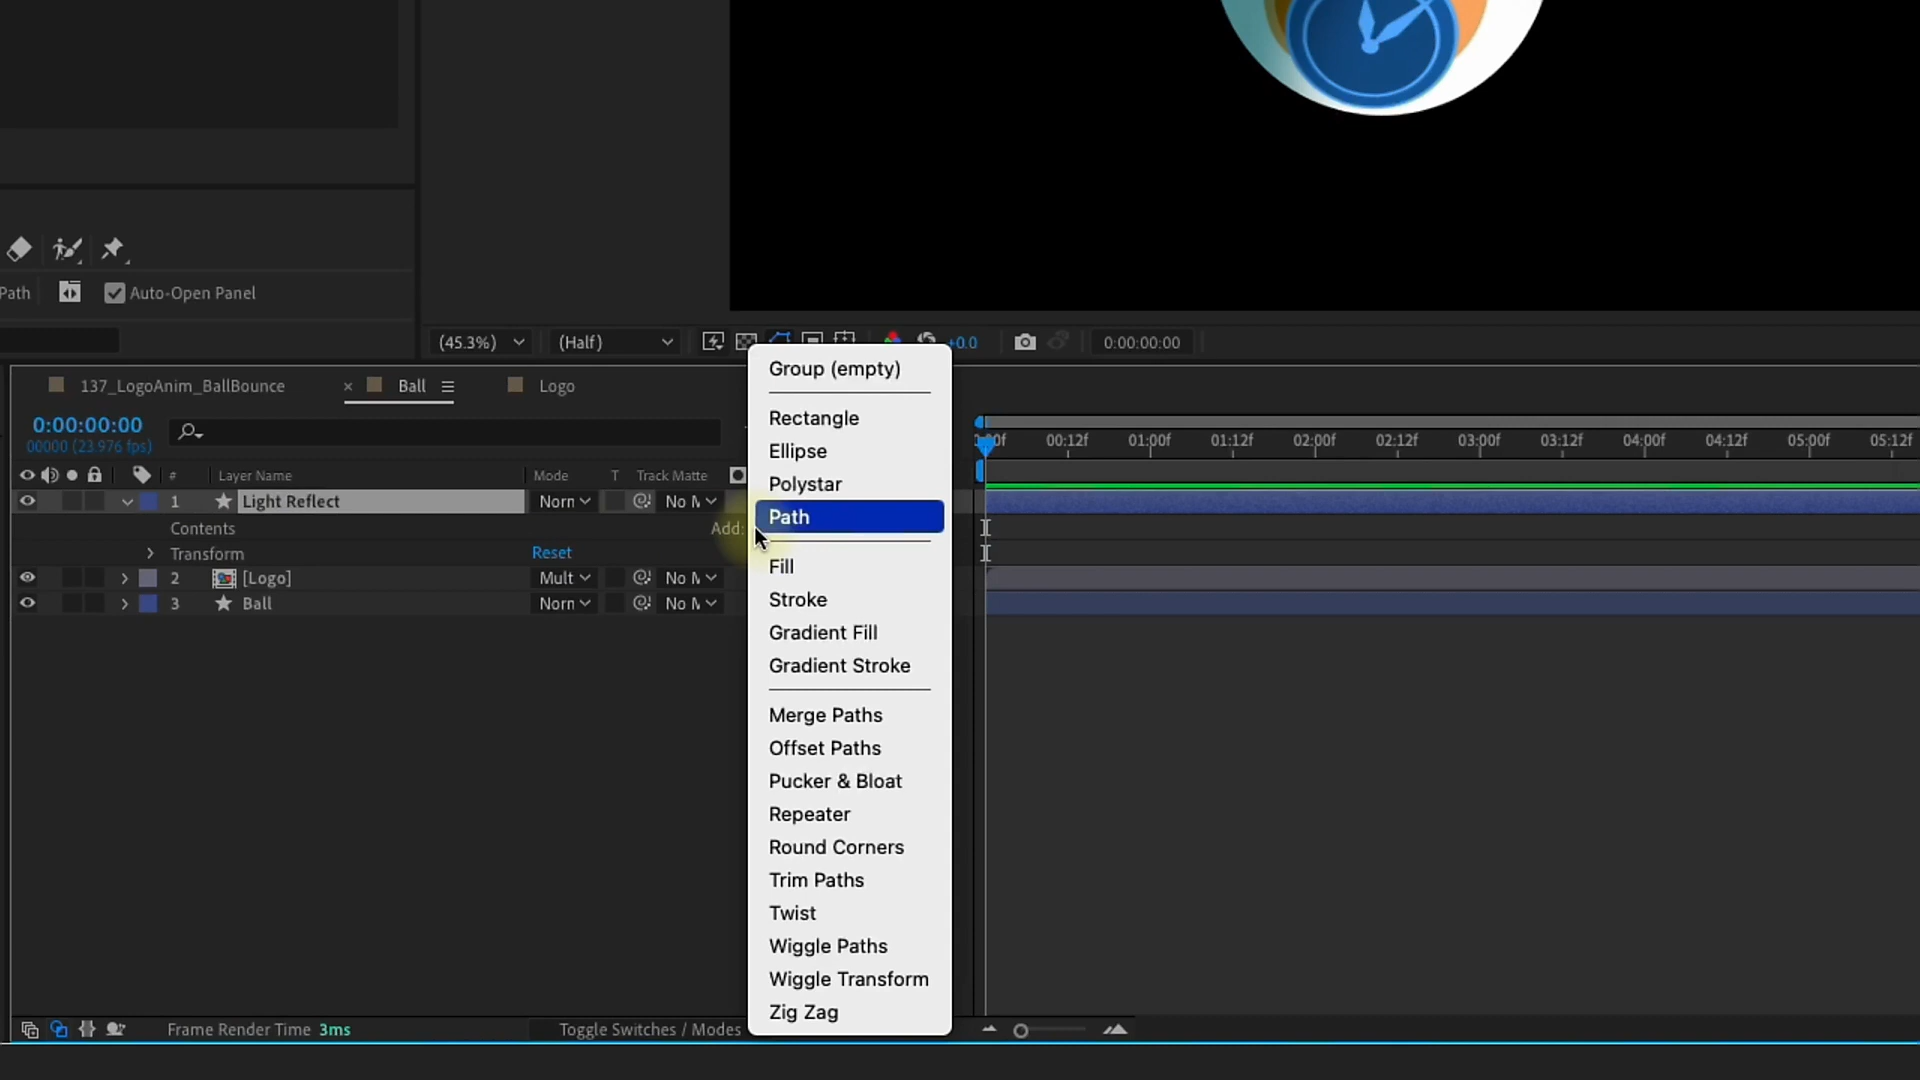 Path
Auto-Open Panel
(45.3%)
(Half)
+0.0
0:00:00:00
137_LogoAnim_BallBounce
× Ball
Logo
0:00:00:00
00000 (23.976 fps)
00:12f 01:00f 01:12f 02:00f 02:12f 03:00f 03:12f 04:00f 04:12f 05:00f 05:12f
# Layer Name Mode T Track Matte
1 Light Reflect Norn No M
Contents Add:
Transform Reset
2 [Logo] Mult No M
3 Ball Norn No M
Group (empty)
Rectangle
Ellipse
Polystar
Path
Fill
Stroke
Gradient Fill
Gradient Stroke
Merge Paths
Offset Paths
Pucker & Bloat
Repeater
Round Corners
Trim Paths
Twist
Wiggle Paths
Wiggle Transform
Zig Zag
Frame Render Time 3ms
Toggle Switches / Modes